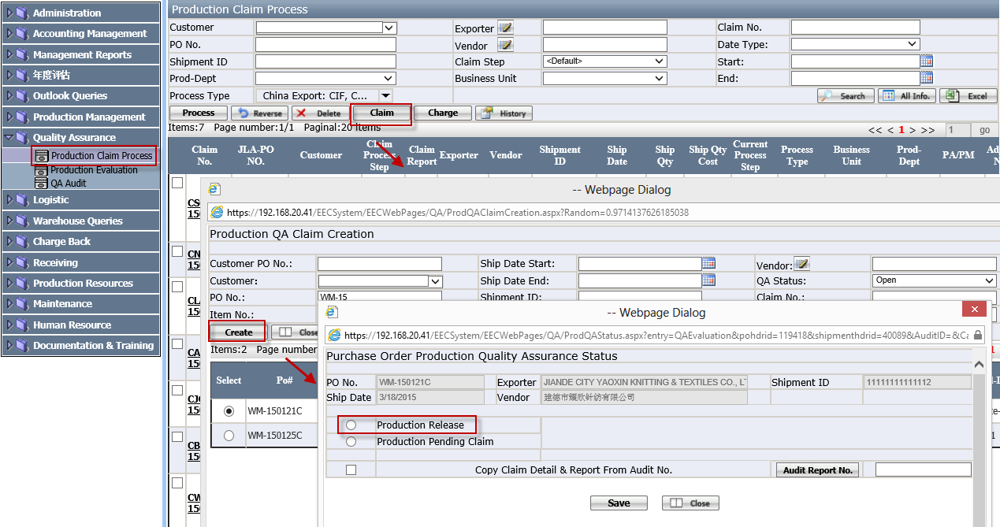 Administration
Accounting Management
Management Reports
年度评估
Outlook Queries
Production Management
Quality Assurance
Production Claim Process
Production Evaluation
QA Audit
Logistic
Warehouse Queries
Charge Back
Receiving
Production Resources
Maintenance
Human Resource
Documentation & Training
Production Claim Process
Customer Exporter Claim No.
PO No. Vendor Date Type:
Shipment ID Claim Step <Default> Start:
Prod-Dept Business Unit End:
Process Type China Export: CIF, C... Search All Info. Excel
Process Reverse Delete Claim Charge History
Items:7 Page number:1/1 Paginal:20 items << < 1 > >> 1 go
Claim No. JLA-PO NO. Customer Claim Process Step Claim Report Exporter Vendor Shipment ID Ship Date Ship Qty Ship Qty Cost Current Process Step Process Type Business Unit Prod-Dept PA/PM
CS
150
CN
150
CLA
150
CA
150
CJC
150
CB
150
CW
150
-- Webpage Dialog
https://192.168.20.41/EECSystem/EECWebPages/QA/ProdQAClaimCreation.aspx?Random=0.9714137626185038
Production QA Claim Creation
Customer PO No.: Ship Date Start: Vendor:
Customer: Ship Date End: QA Status: Open
PO No.: WM-15 Shipment ID: Claim No.:
Item No.:
Create Close
Items:2 Page number
Select Po#
WM-150121C
WM-150125C
-- Webpage Dialog
https://192.168.20.41/EECSystem/EECWebPages/QA/ProdQAStatus.aspx?entry=QAEvaluation&pohdrid=119418&shipmenthdrid=40089&AuditID=&Ca
Purchase Order Production Quality Assurance Status
PO No. WM-150121C Exporter JIANDE CITY YAOXIN KNITTING & TEXTILES CO., LT Shipment ID 11111111111112
Ship Date 3/18/2015 Vendor 建德市耀欣针纺有限公司
Production Release
Production Pending Claim
Copy Claim Detail & Report From Audit No. Audit Report No.
Save Close